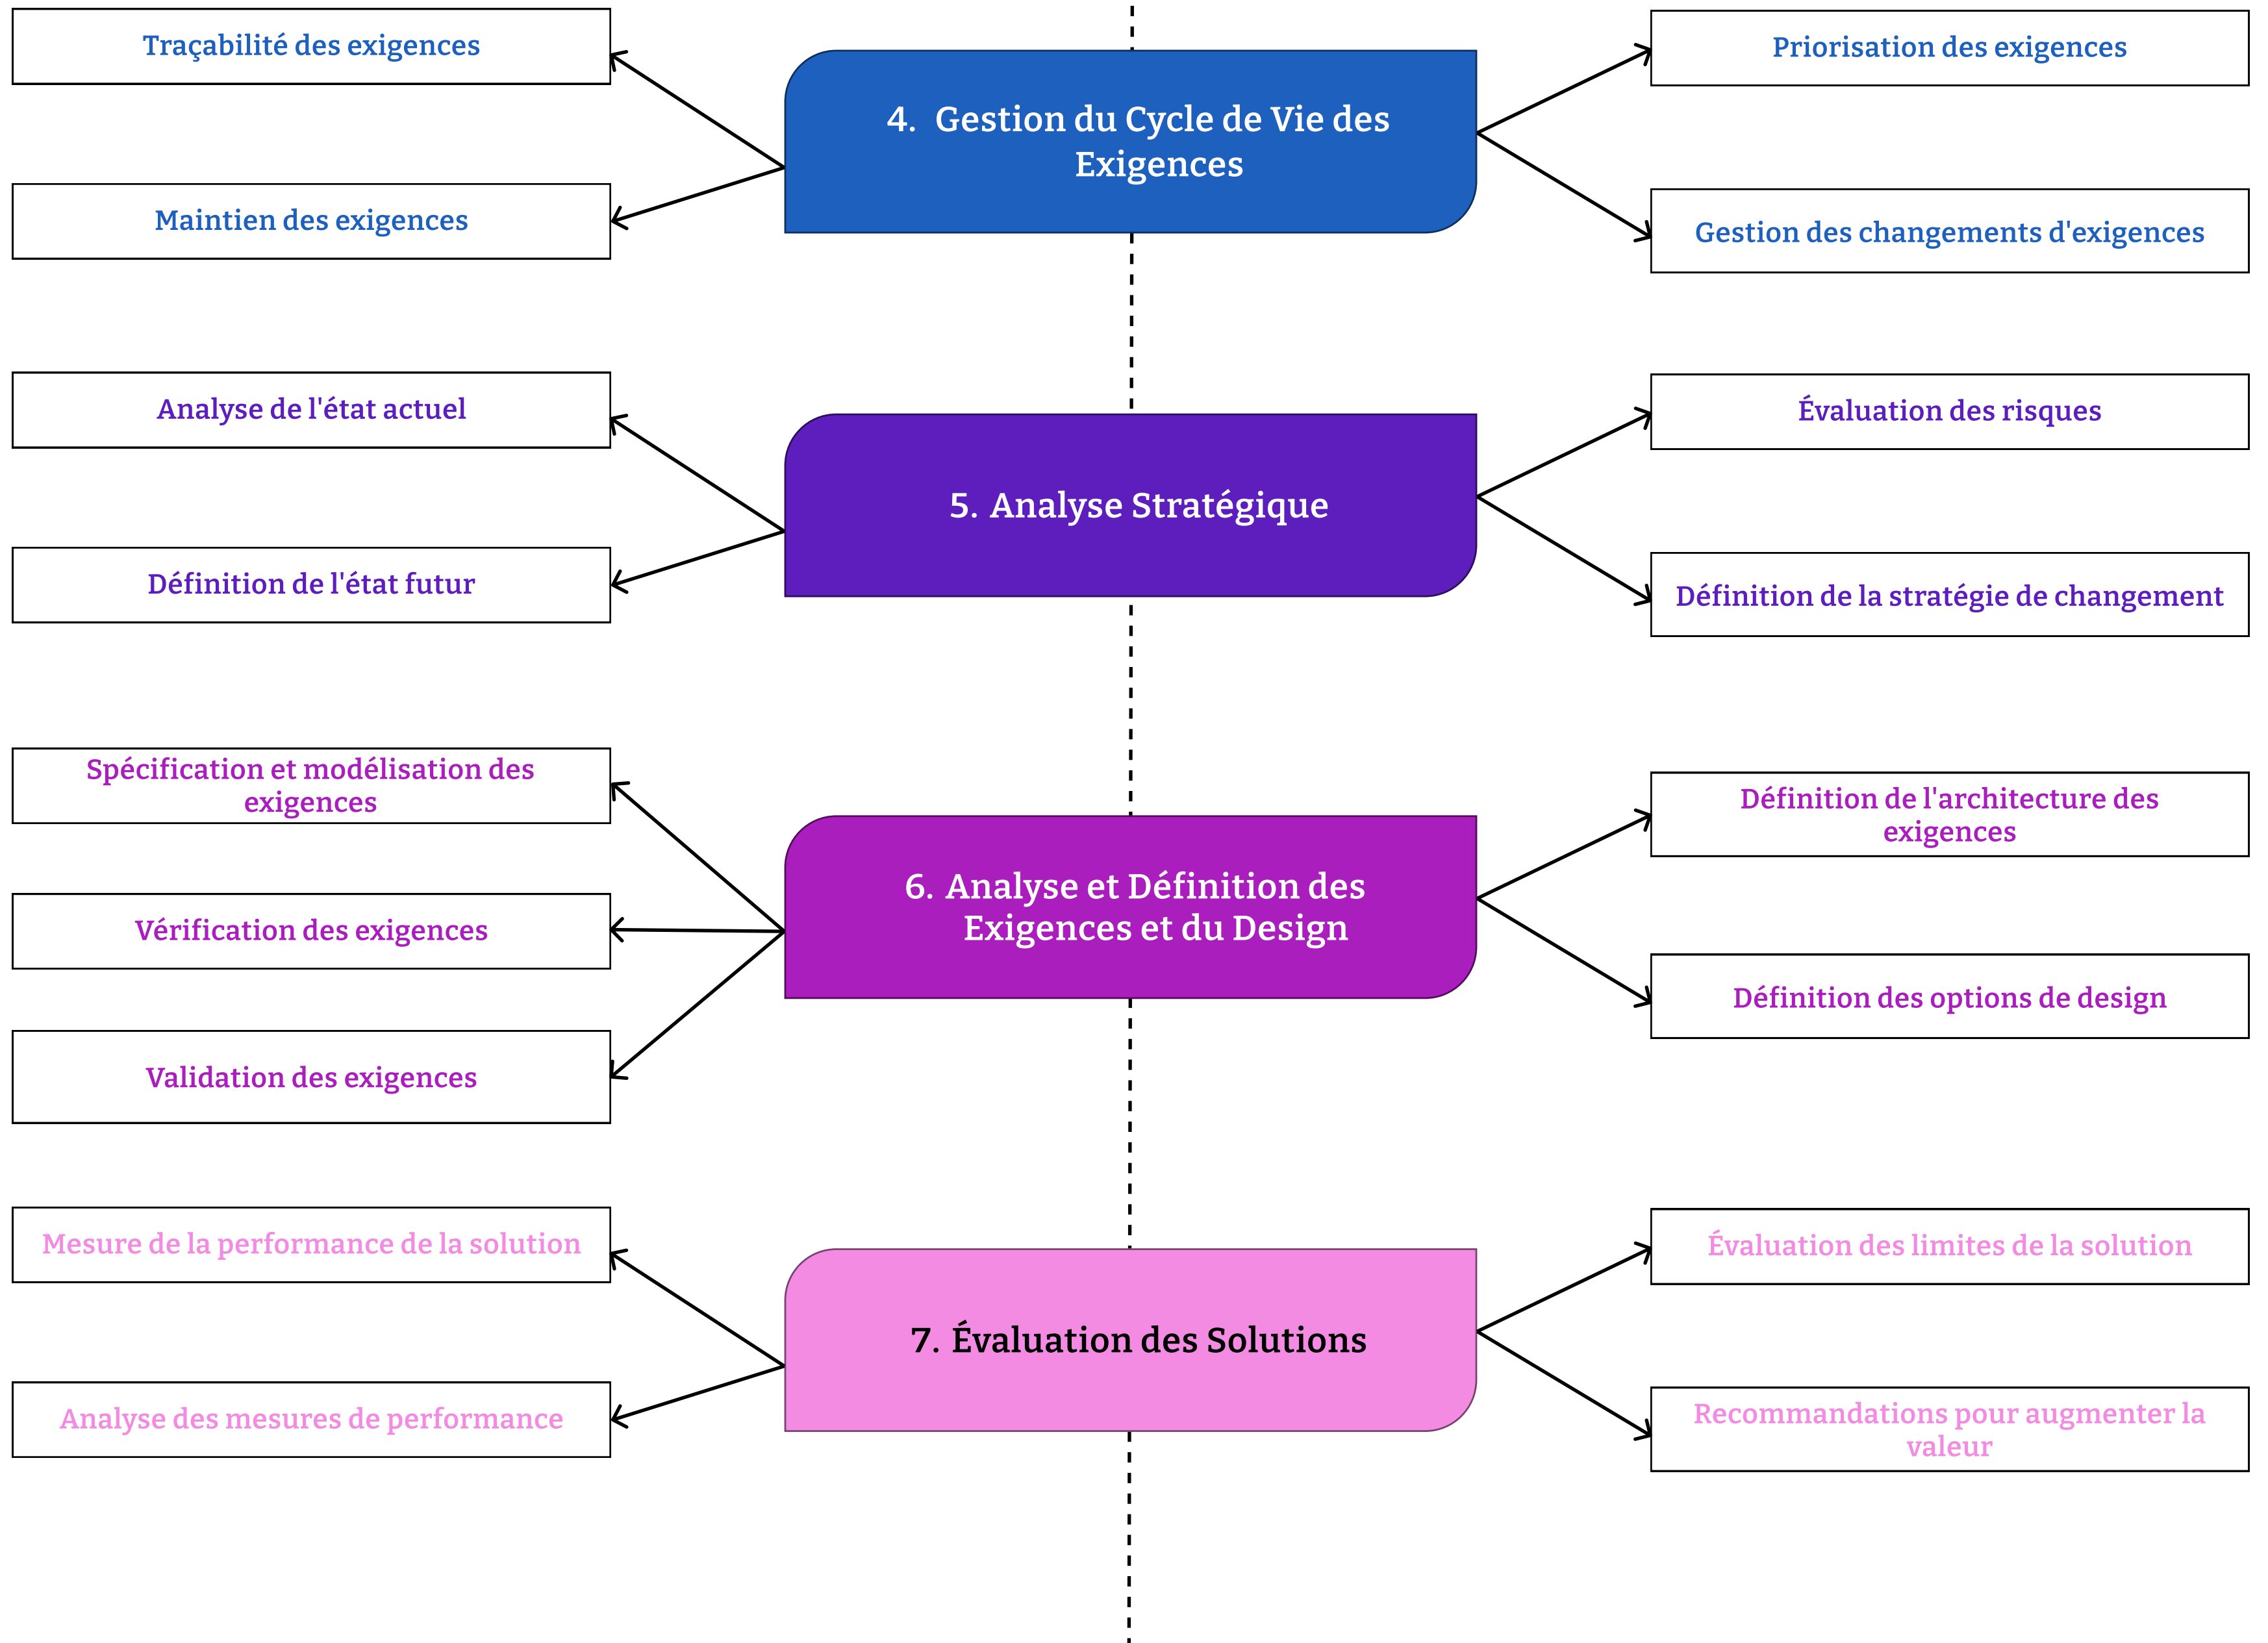 Traçabilité des exigences
Maintien des exigences
4. Gestion du Cycle de Vie des
Exigences
Priorisation des exigences
Gestion des changements d'exigences
Analyse de l'état actuel
Définition de l'état futur
5. Analyse Stratégique
Évaluation des risques
Définition de la stratégie de changement
Spécification et modélisation des
exigences
Vérification des exigences
Validation des exigences
6. Analyse et Définition des
Exigences et du Design
Définition de l'architecture des
exigences
Définition des options de design
Mesure de la performance de la solution
Analyse des mesures de performance
7. Évaluation des Solutions
Évaluation des limites de la solution
Recommandations pour augmenter la
valeur